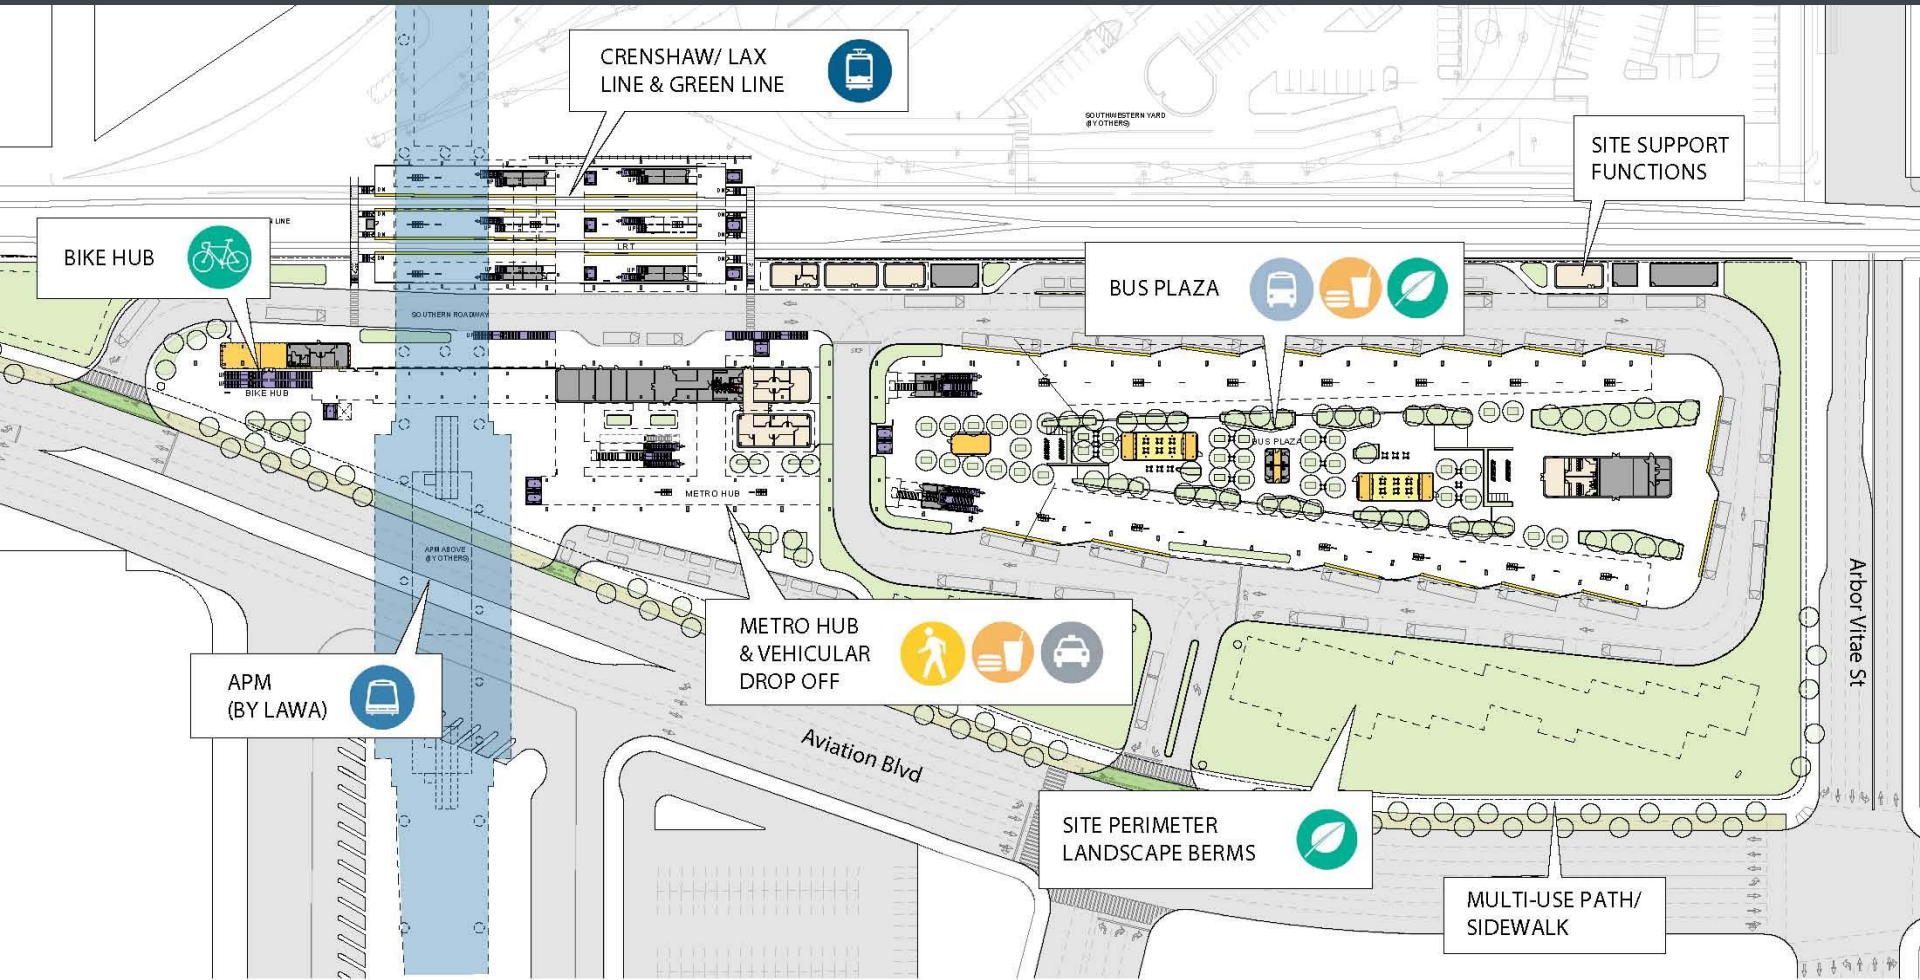 CRENSHAW/ LAX
LINE & GREEN LINE
SOUTHWESTERN YARD
(BY OTHERS)
SITE SUPPORT
FUNCTIONS
LINE
BIKE HUB
LRT
BUS PLAZA
SOUTHERN ROADWAY
BIKE HUB
BUS PLAZA
METRO HUB
APM ABOVE
(BY OTHERS)
Arbor Vitae St
METRO HUB
& VEHICULAR
DROP OFF
APM
(BY LAWA)
Aviation Blvd
SITE PERIMETER
LANDSCAPE BERMS
MULTI-USE PATH/
SIDEWALK